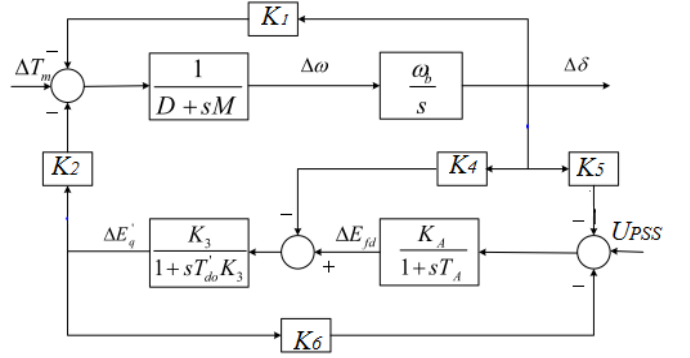 K1
−
ΔTm
1
D + sM
Δω
ωb
s
Δδ
−
K2
K4
K5
−
−
ΔE'q
K3
1 + sT'do K3
ΔEfd
+
KA
1 + sTA
UPSS
−
K6